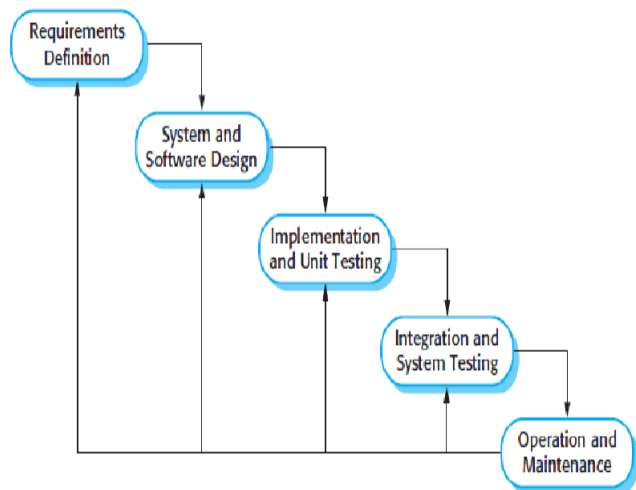 Requirements
Definition
System and
Software Design
Implementation
and Unit Testing
Integration and
System Testing
Operation and
Maintenance